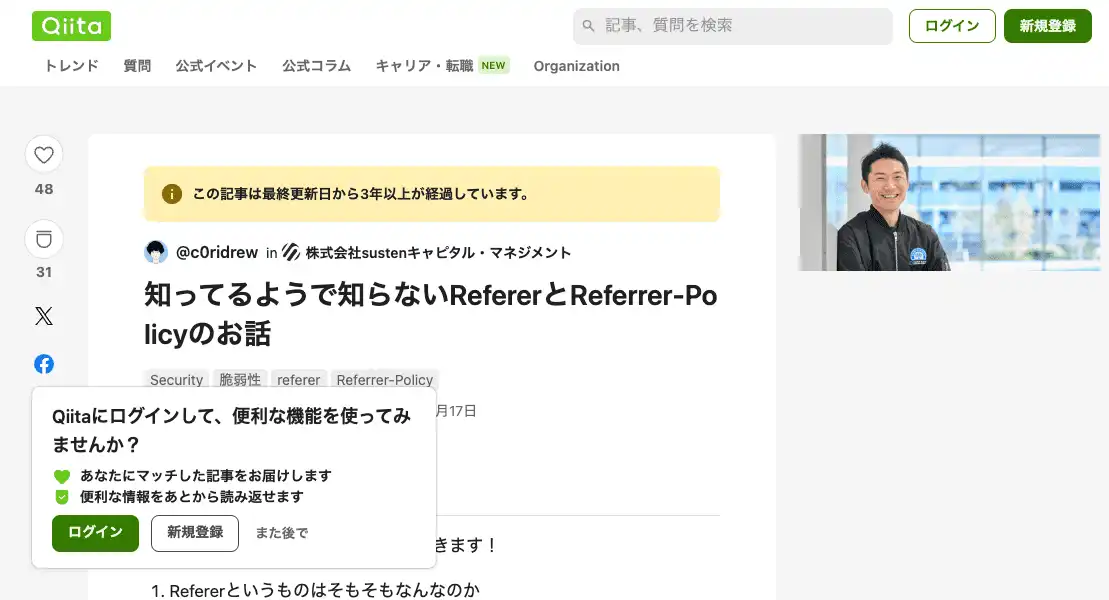 Qiita
記事、質問を検索
ログイン
新規登録
トレンド 質問 公式イベント 公式コラム キャリア・転職 NEW Organization
この記事は最終更新日から3年以上が経過しています。
48
31
@c0ridrew in 株式会社sustenキャピタル・マネジメント
知ってるようで知らないRefererとReferrer-Po
licyのお話
Security 脆弱性 referer Referrer-Policy
月17日
Qiitaにログインして、便利な機能を使ってみ
ませんか？
あなたにマッチした記事をお届けします
便利な情報をあとから読み返せます
ログイン 新規登録 また後で
きます！
1. Refererというものはそもそもなんなのか